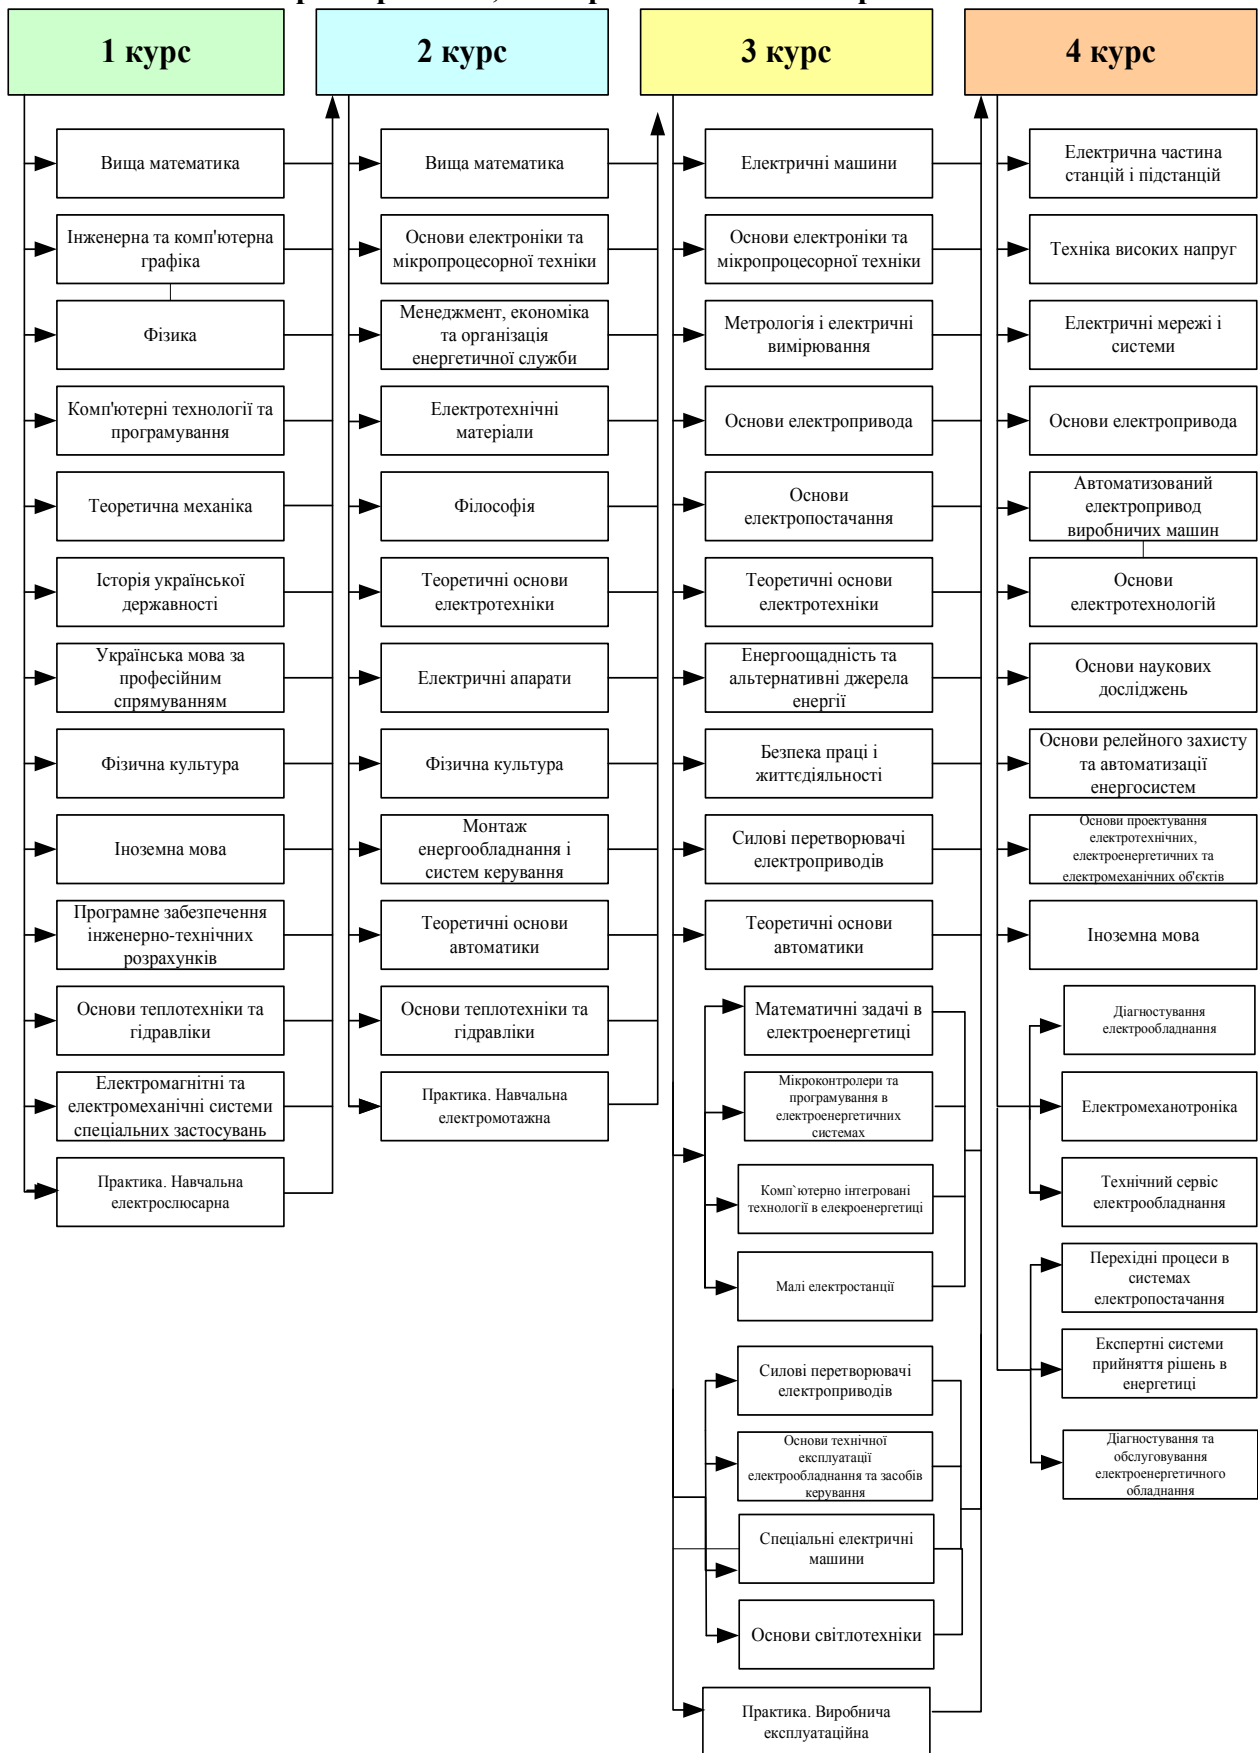 1 курс
Вища математика
Інженерна та комп'ютерна
графіка
Фізика
Комп'ютерні технології та
програмування
Теоретична механіка
Історія української
державності
Українська мова за
професійним
спрямуванням
Фізична культура
Іноземна мова
Програмне забезпечення
інженерно-технічних
розрахунків
Основи теплотехніки та
гідравліки
Електромагнітні та
електромеханічні системи
спеціальних застосувань
Практика. Навчальна
електрослюсарна
2 курс
Вища математика
Основи електроніки та
мікропроцесорної техніки
Менеджмент, економіка
та організація
енергетичної служби
Електротехнічні
матеріали
Філософія
Теоретичні основи
електротехніки
Електричні апарати
Фізична культура
Монтаж
енергообладнання і
систем керування
Теоретичні основи
автоматики
Основи теплотехніки та
гідравліки
Практика. Навчальна
електромотажна
3 курс
Електричні машини
Основи електроніки та
мікропроцесорної техніки
Метрологія і електричні
вимірювання
Основи електропривода
Основи
електропостачання
Теоретичні основи
електротехніки
Енергоощадність та
альтернативні джерела
енергії
Безпека праці і
життєдіяльності
Силові перетворювачі
електроприводів
Теоретичні основи
автоматики
Математичні задачі в
електроенергетиці
Мікроконтролери та
програмування в
електроенергетичних
системах
Комп`ютерно інтегровані
технології в елекроенергетиці
Малі електростанції
Силові перетворювачі
електроприводів
Основи технічної
експлуатації
електрообладнання та засобів
керування
Спеціальні електричні
машини
Основи світлотехніки
Практика. Виробнича
експлуатаційна
4 курс
Електрична частина
станцій і підстанцій
Техніка високих напруг
Електричні мережі і
системи
Основи електропривода
Автоматизований
електропривод
виробничих машин
Основи
електротехнологій
Основи наукових
досліджень
Основи релейного захисту
та автоматизації
енергосистем
Основи проектування
електротехнічних,
електроенергетичних та
електромеханічних об'єктів
Іноземна мова
Діагностування
електрообладнання
Електромеханотроніка
Технічний сервіс
електрообладнання
Перехідні процеси в
системах
електропостачання
Експертні системи
прийняття рішень в
енергетиці
Діагностування та
обслуговування
електроенергетичного
обладнання